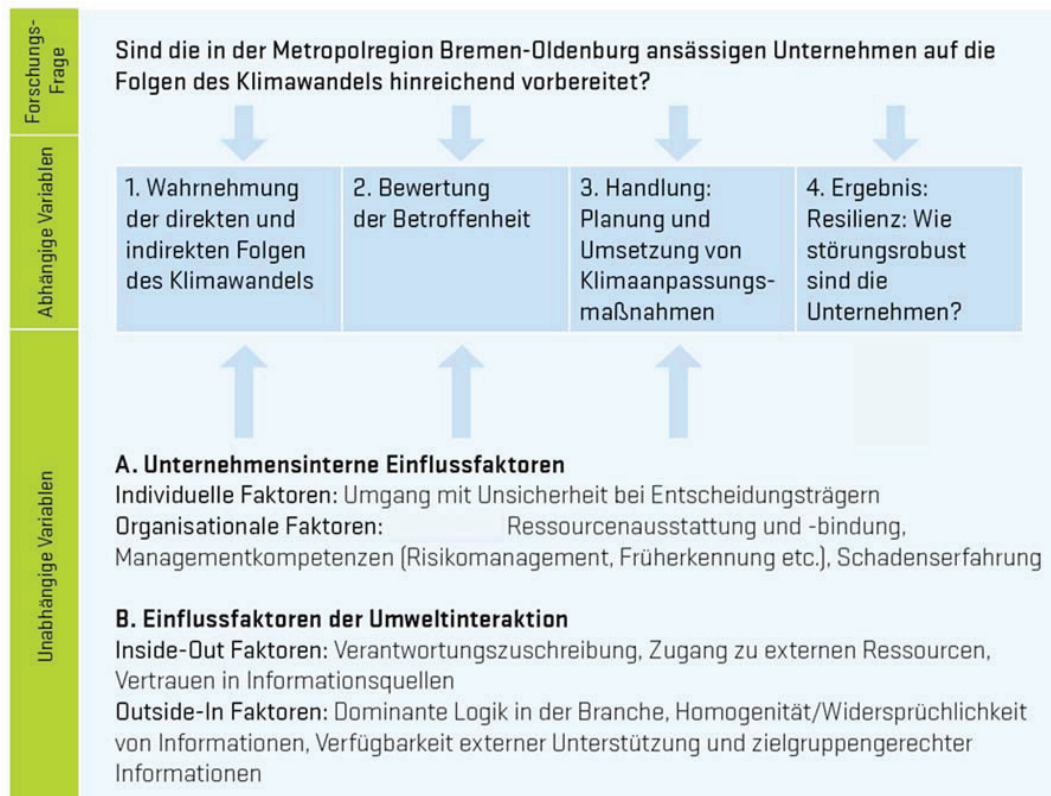 Forschungs-
Frage
Sind die in der Metropolregion Bremen-Oldenburg ansässigen Unternehmen auf die
Folgen des Klimawandels hinreichend vorbereitet?
Abhängige Variablen
1. Wahrnehmung
der direkten und
indirekten Folgen
des Klimawandels
2. Bewertung
der Betroffenheit
3. Handlung:
Planung und
Umsetzung von
Klimaanpassungs-
maßnahmen
4. Ergebnis:
Resilienz: Wie
störungsrobust
sind die
Unternehmen?
Unabhängige Variablen
A. Unternehmensinterne Einflussfaktoren
Individuelle Faktoren: Umgang mit Unsicherheit bei Entscheidungsträgern
Organisationale Faktoren: Ressourcenausstattung und -bindung,
Managementkompetenzen (Risikomanagement, Früherkennung etc.), Schadenserfahrung
B. Einflussfaktoren der Umweltinteraktion
Inside-Out Faktoren: Verantwortungszuschreibung, Zugang zu externen Ressourcen,
Vertrauen in Informationsquellen
Outside-In Faktoren: Dominante Logik in der Branche, Homogenität/Widersprüchlichkeit
von Informationen, Verfügbarkeit externer Unterstützung und zielgruppengerechter
Informationen